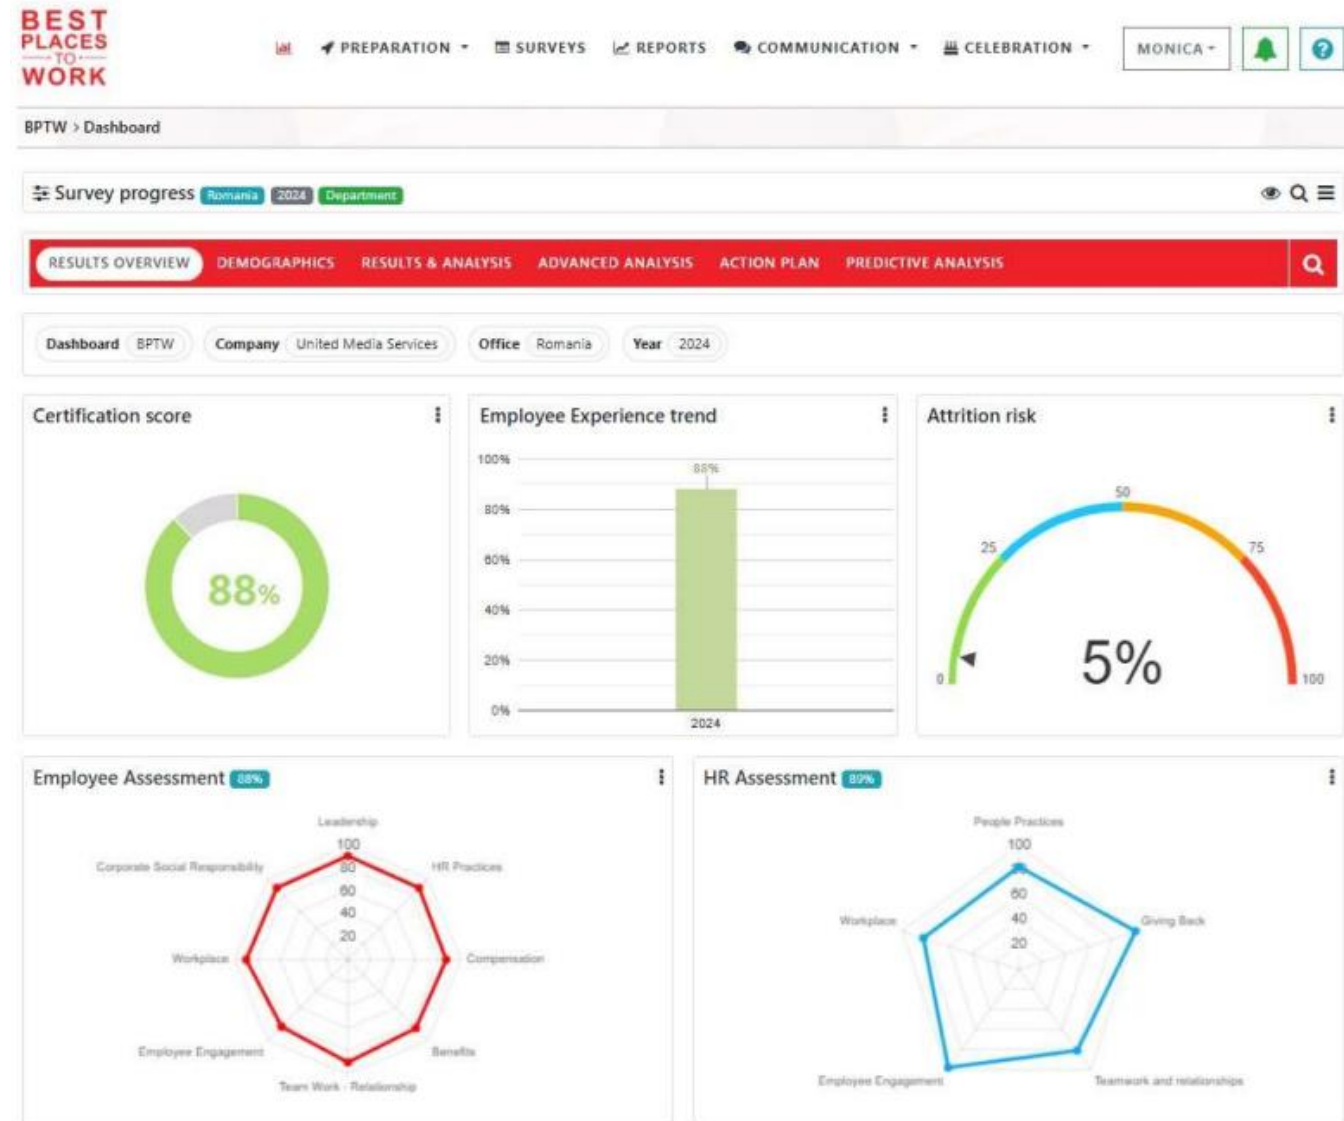 BEST
PLACES
TO
WORK
PREPARATION SURVEYS REPORTS COMMUNICATION CELEBRATION MONICA
BPTW > Dashboard
Survey progress Romania 2024 Department
RESULTS OVERVIEW DEMOGRAPHICS RESULTS & ANALYSIS ADVANCED ANALYSIS ACTION PLAN PREDICTIVE ANALYSIS
Dashboard BPTW Company United Media Services Office Romania Year 2024
Certification score
88%
Employee Experience trend
100%
88%
80%
60%
40%
20%
0%
2024
Attrition risk
50
25
75
5%
0
100
Employee Assessment 88%
Leadership
100
Corporate Social Responsibility
80
HR Practices
60
40
20
Workplace
Compensation
Employee Engagement
Benefits
Team Work - Relationship
HR Assessment 89%
People Practices
100
60
Workplace
40
Giving Back
20
Employee Engagement
Teamwork and relationships